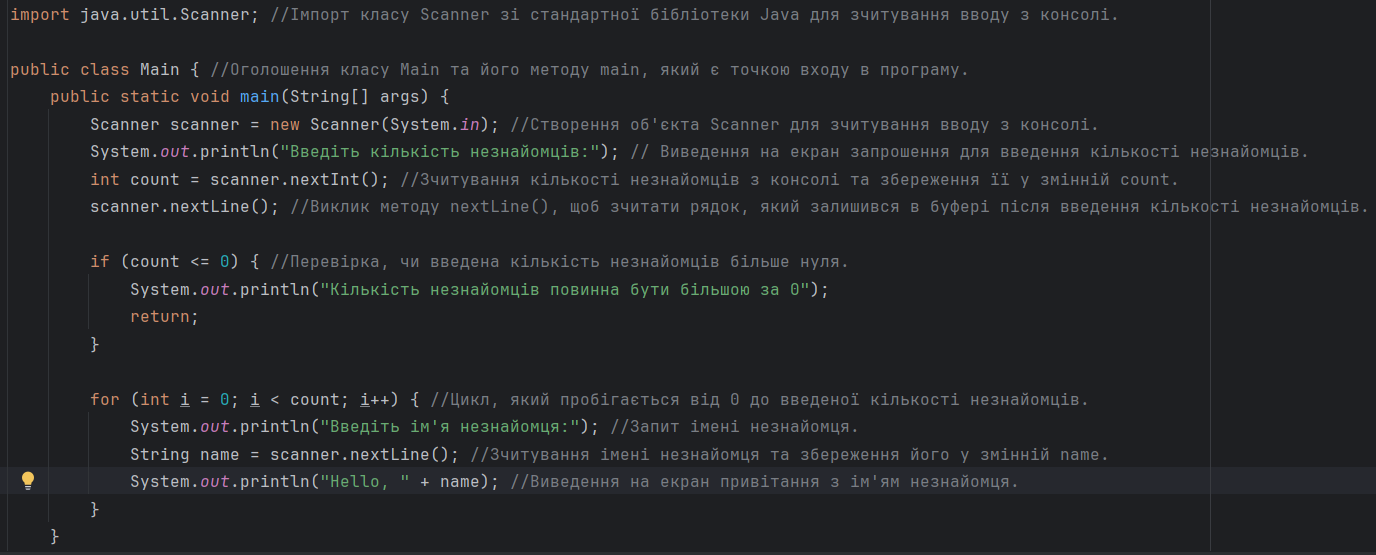 import java.util.Scanner; //Імпорт класу Scanner зі стандартної бібліотеки Java для зчитування вводу з консолі.
public class Main { //Оголошення класу Main та його методу main, який є точкою входу в програму.
public static void main(String[] args) {
Scanner scanner = new Scanner(System.in); //Створення об'єкта Scanner для зчитування вводу з консолі.
System.out.println("Введіть кількість незнайомців:"); // Виведення на екран запрошення для введення кількості незнайомців.
int count = scanner.nextInt(); //Зчитування кількості незнайомців з консолі та збереження її у змінній count.
scanner.nextLine(); //Виклик методу nextLine(), щоб зчитати рядок, який залишився в буфері після введення кількості незнайомців.
if (count <= 0) { //Перевірка, чи введена кількість незнайомців більше нуля.
System.out.println("Кількість незнайомців повинна бути більшою за 0");
return;
}
for (int i = 0; i < count; i++) { //Цикл, який пробігається від 0 до введеної кількості незнайомців.
System.out.println("Введіть ім'я незнайомця:"); //Запит імені незнайомця.
String name = scanner.nextLine(); //Зчитування імені незнайомця та збереження його у змінній name.
System.out.println("Hello, " + name); //Виведення на екран привітання з ім'ям незнайомця.
}
}